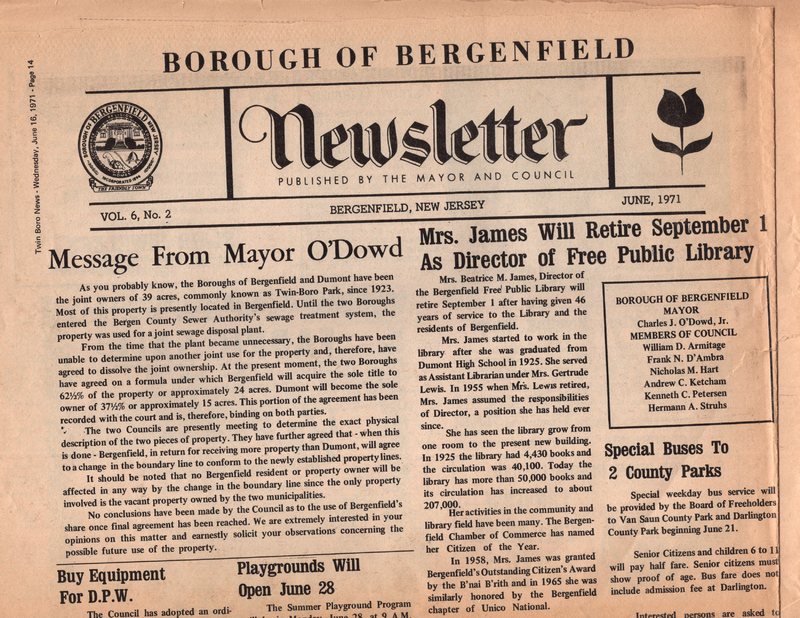 BOROUGH OF BERGENFIELD
Twin Boro News - Wednesday, June 16, 1971 - Page 14
BOROUGH OF BERGENFIELD NEW JERSEY
INCORPORATED 1894
THE FRIENDLY TOWN
Newsletter
PUBLISHED BY THE MAYOR AND COUNCIL
VOL. 6, No. 2
BERGENFIELD, NEW JERSEY
JUNE, 1971
Message From Mayor O'Dowd
As you probably know, the Boroughs of Bergenfield and Dumont have been
the joint owners of 39 acres, commonly known as Twin-Boro Park, since 1923.
Most of this property is presently located in Bergenfield. Until the two Boroughs
entered the Bergen County Sewer Authority's sewage treatment system, the
property was used for a joint sewage disposal plant.
From the time that the plant became unnecessary, the Boroughs have been
unable to determine upon another joint use for the property and, therefore, have
agreed to dissolve the joint ownership. At the present moment, the two Boroughs
have agreed on a formula under which Bergenfield will acquire the sole title to
62½% of the property or approximately 24 acres. Dumont will become the sole
owner of 37½% or approximately 15 acres. This portion of the agreement has been
recorded with the court and is, therefore, binding on both parties.
The two Councils are presently meeting to determine the exact physical
description of the two pieces of property. They have further agreed that - when this
is done - Bergenfield, in return for receiving more property than Dumont, will agree
to a change in the boundary line to conform to the newly established property lines.
It should be noted that no Bergenfield resident or property owner will be
affected in any way by the change in the boundary line since the only property
involved is the vacant property owned by the two municipalities.
No conclusions have been made by the Council as to the use of Bergenfield's
share once final agreement has been reached. We are extremely interested in your
opinions on this matter and earnestly solicit your observations concerning the
possible future use of the property.
Buy Equipment
For D.P.W.
The Council has adopted an ordi-
Playgrounds Will
Open June 28
The Summer Playground Program
Monday, June 28, at 9 A.M.
Mrs. James Will Retire September 1
As Director of Free Public Library
Mrs. Beatrice M. James, Director of
the Bergenfield Free Public Library will
retire September 1 after having given 46
years of service to the Library and the
residents of Bergenfield.
Mrs. James started to work in the
library after she was graduated from
Dumont High School in 1925. She served
as Assistant Librarian under Mrs. Gertrude
Lewis. In 1955 when Mrs. Lewis retired,
Mrs. James assumed the responsibilities
of Director, a position she has held ever
since.
She has seen the library grow from
one room to the present new building.
In 1925 the library had 4,430 books and
the circulation was 40,100. Today the
library has more than 50,000 books and
its circulation has increased to about
207,000.
Her activities in the community and
library field have been many. The Bergen-
field Chamber of Commerce has named
her Citizen of the Year.
In 1958, Mrs. James was granted
Bergenfield's Outstanding Citizen's Award
by the B'nai B'rith and in 1965 she was
similarly honored by the Bergenfield
chapter of Unico National.
BOROUGH OF BERGENFIELD
MAYOR
Charles J. O'Dowd, Jr.
MEMBERS OF COUNCIL
William D. Armitage
Frank N. D'Ambra
Nicholas M. Hart
Andrew C. Ketcham
Kenneth C. Petersen
Hermann A. Struhs
Special Buses To
2 County Parks
Special weekday bus service will
be provided by the Board of Freeholders
to Van Saun County Park and Darlington
County Park beginning June 21.
Senior Citizens and children 6 to 11
will pay half fare. Senior citizens must
show proof of age. Bus fare does not
include admission fee at Darlington.
Interested persons are asked to